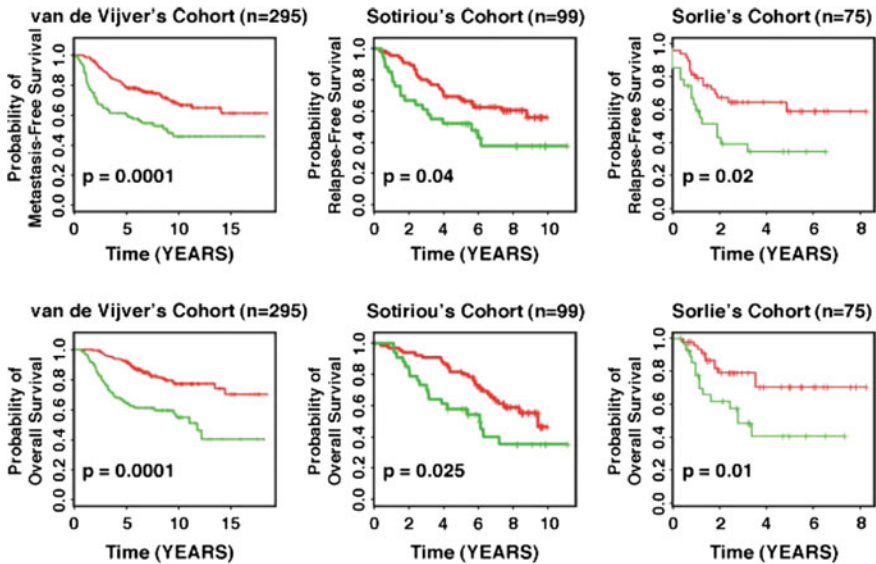 van de Vijver's Cohort (n=295)
Sotiriou's Cohort (n=99)
Sorlie's Cohort (n=75)
Probability of
Metastasis-Free Survival
0.0 0.2 0.4 0.6 0.8 1.0
p = 0.0001
0 5 10 15
Time (YEARS)
Probability of
Relapse-Free Survival
0.0 0.2 0.4 0.6 0.8 1.0
p = 0.04
0 2 4 6 8 10
Time (YEARS)
Probability of
Relapse-Free Survival
0.0 0.2 0.4 0.6 0.8 1.0
p = 0.02
0 2 4 6 8
Time (YEARS)
van de Vijver's Cohort (n=295)
Sotiriou's Cohort (n=99)
Sorlie's Cohort (n=75)
Probability of
Overall Survival
0.0 0.2 0.4 0.6 0.8 1.0
p = 0.0001
0 5 10 15
Time (YEARS)
Probability of
Overall Survival
0.0 0.2 0.4 0.6 0.8 1.0
p = 0.025
0 2 4 6 8 10
Time (YEARS)
Probability of
Overall Survival
0.0 0.2 0.4 0.6 0.8 1.0
p = 0.01
0 2 4 6 8
Time (YEARS)